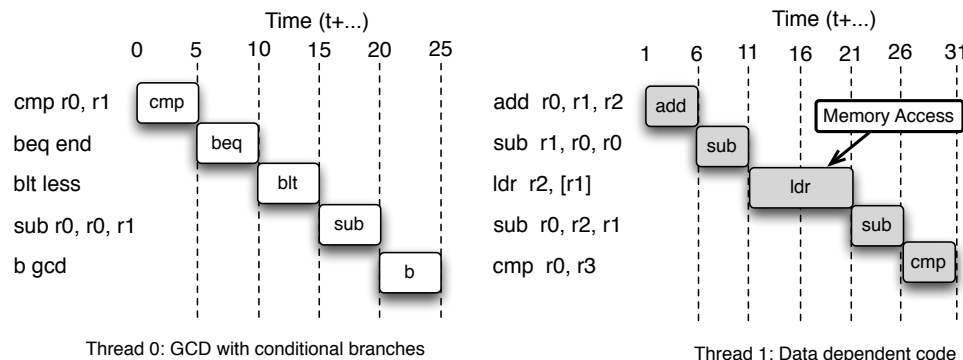 Time (t+...)
0 5 10 15 20 25
cmp r0, r1
cmp
beq end
beq
blt less
blt
sub r0, r0, r1
sub
b gcd
b
Thread 0: GCD with conditional branches
Time (t+...)
1 6 11 16 21 26 31
add r0, r1, r2
add
Memory Access
sub r1, r0, r0
sub
ldr r2, [r1]
ldr
sub r0, r2, r1
sub
cmp r0, r3
cmp
Thread 1: Data dependent code